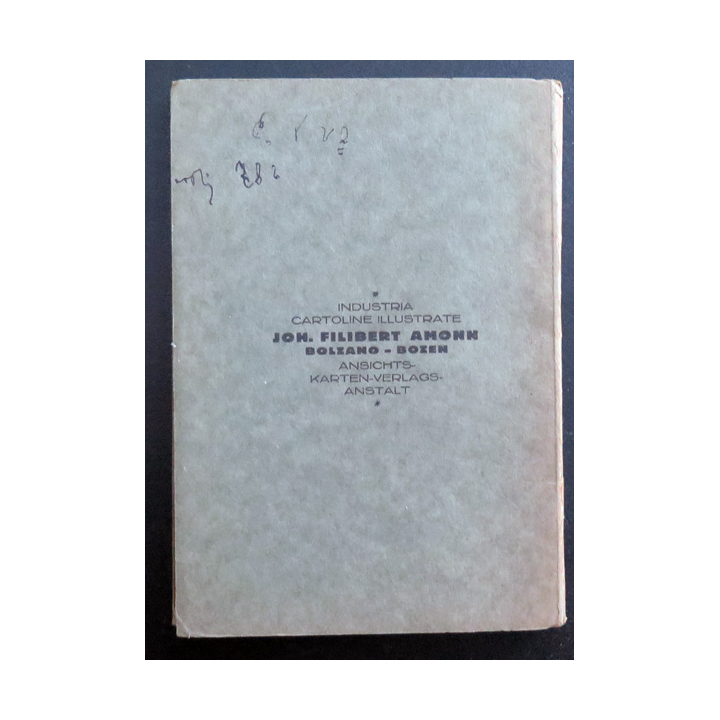 INDUSTRIA
CARTOLINE ILLUSTRATE
JOH. FILIBERT AMONN
BOLZANO - BOZEN
ANSICHTS-
KARTEN-VERLAGS-
ANSTALT